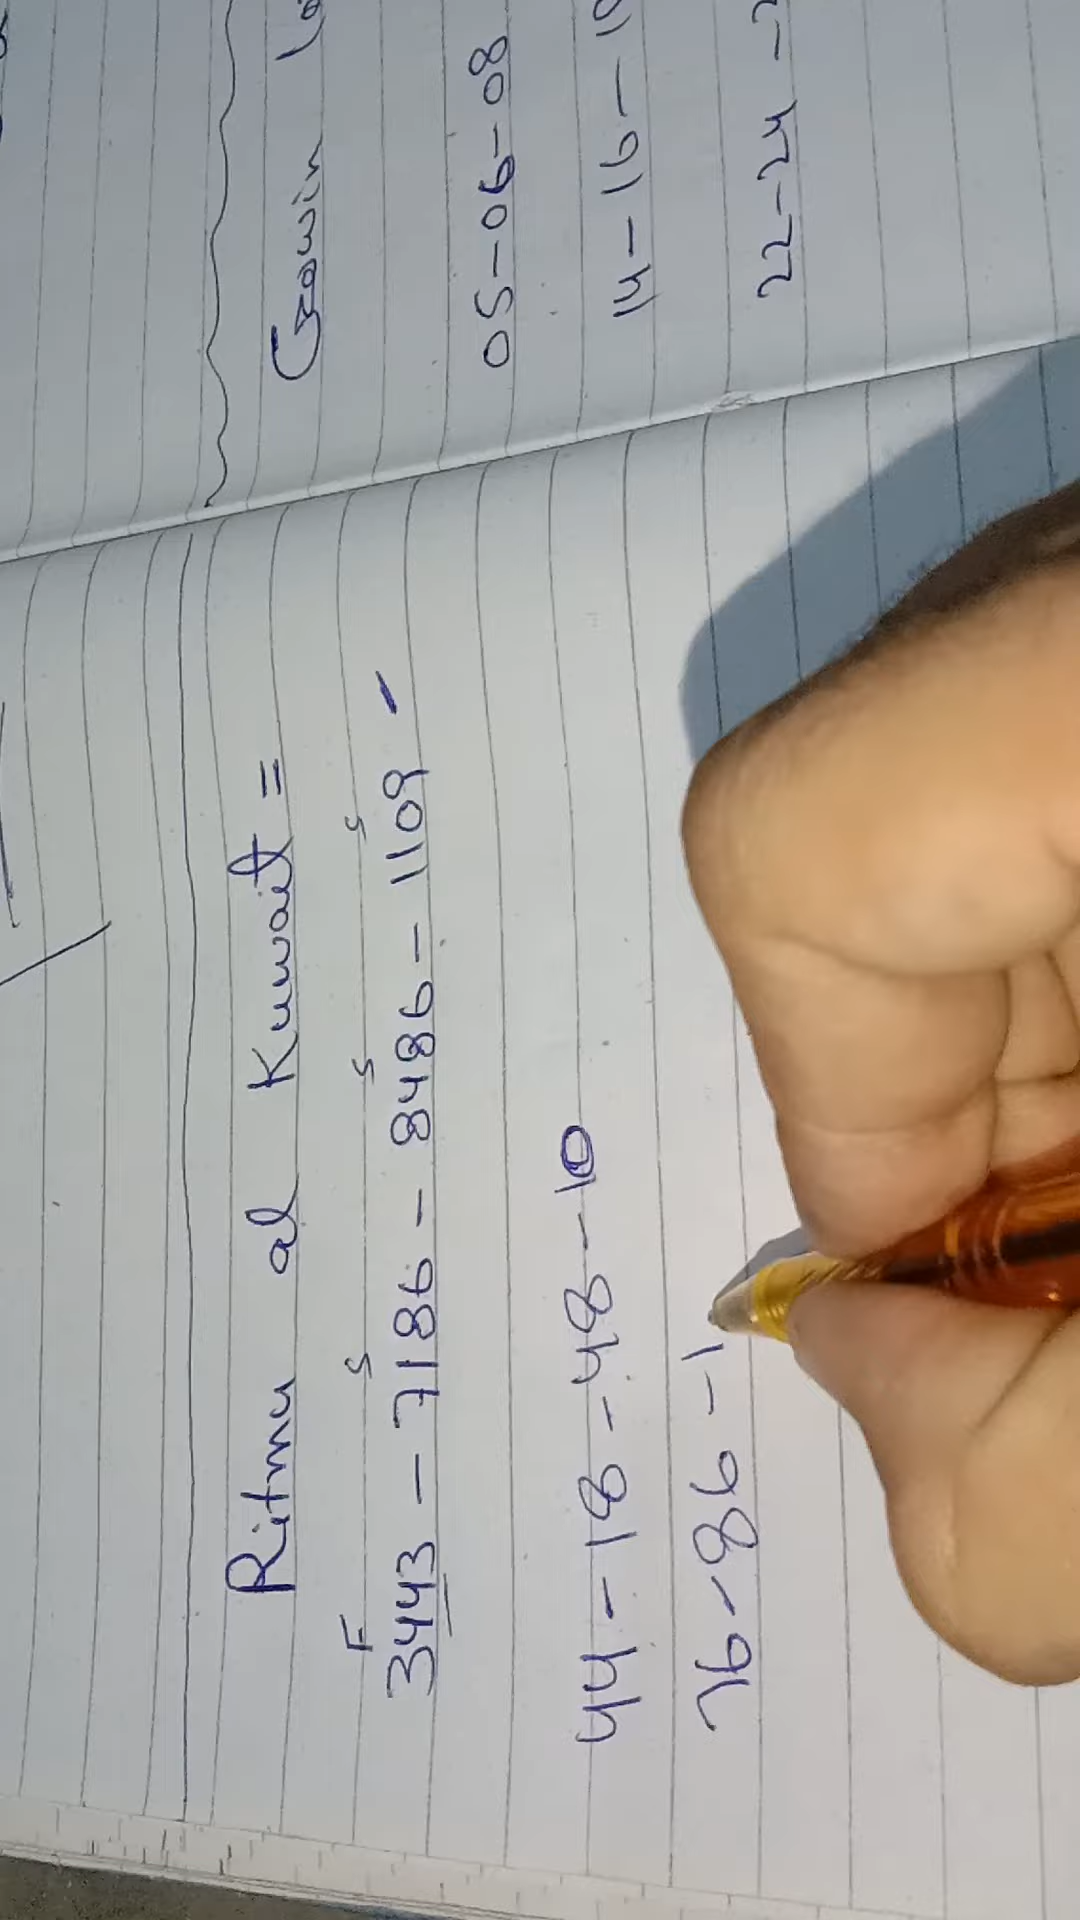 Gawin
05-06-08
14-16-
22-24-
Ritmu al Kuwait =
F S S S
3443 - 7186 - 8486 - 1109 -
44-18-48-10
76-86-1